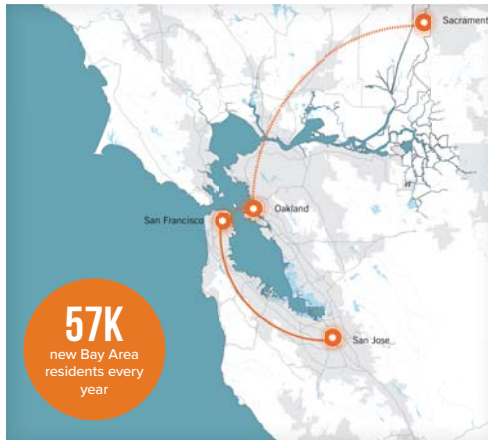 Sacrament
Oakland
San Francisco
San Jose
57K
new Bay Area
residents every
year